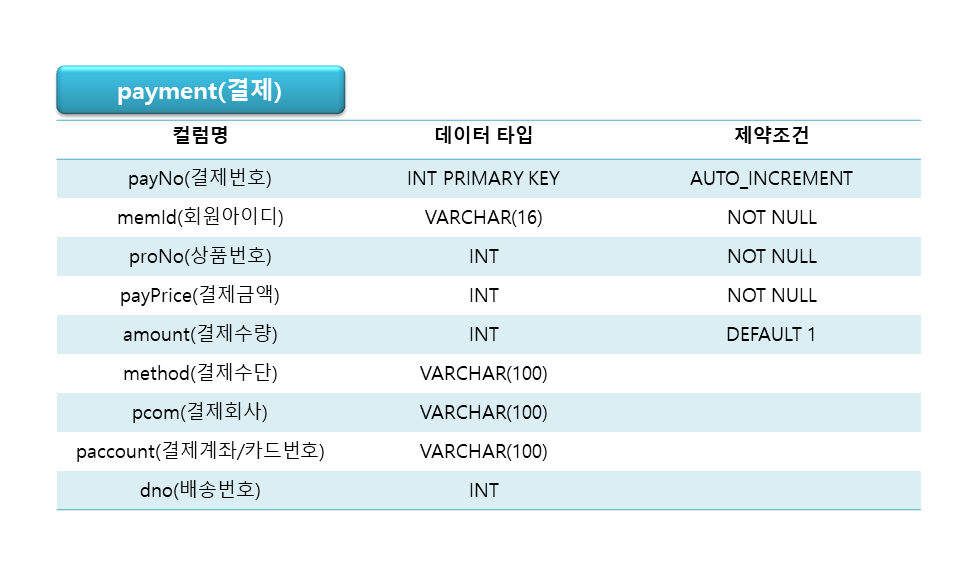 payment(결제)
컬럼명 데이터 타입 제약조건
payNo(결제번호) INT PRIMARY KEY AUTO_INCREMENT
memId(회원아이디) VARCHAR(16) NOT NULL
proNo(상품번호) INT NOT NULL
payPrice(결제금액) INT NOT NULL
amount(결제수량) INT DEFAULT 1
method(결제수단) VARCHAR(100)
pcom(결제회사) VARCHAR(100)
paccount(결제계좌/카드번호) VARCHAR(100)
dno(배송번호) INT